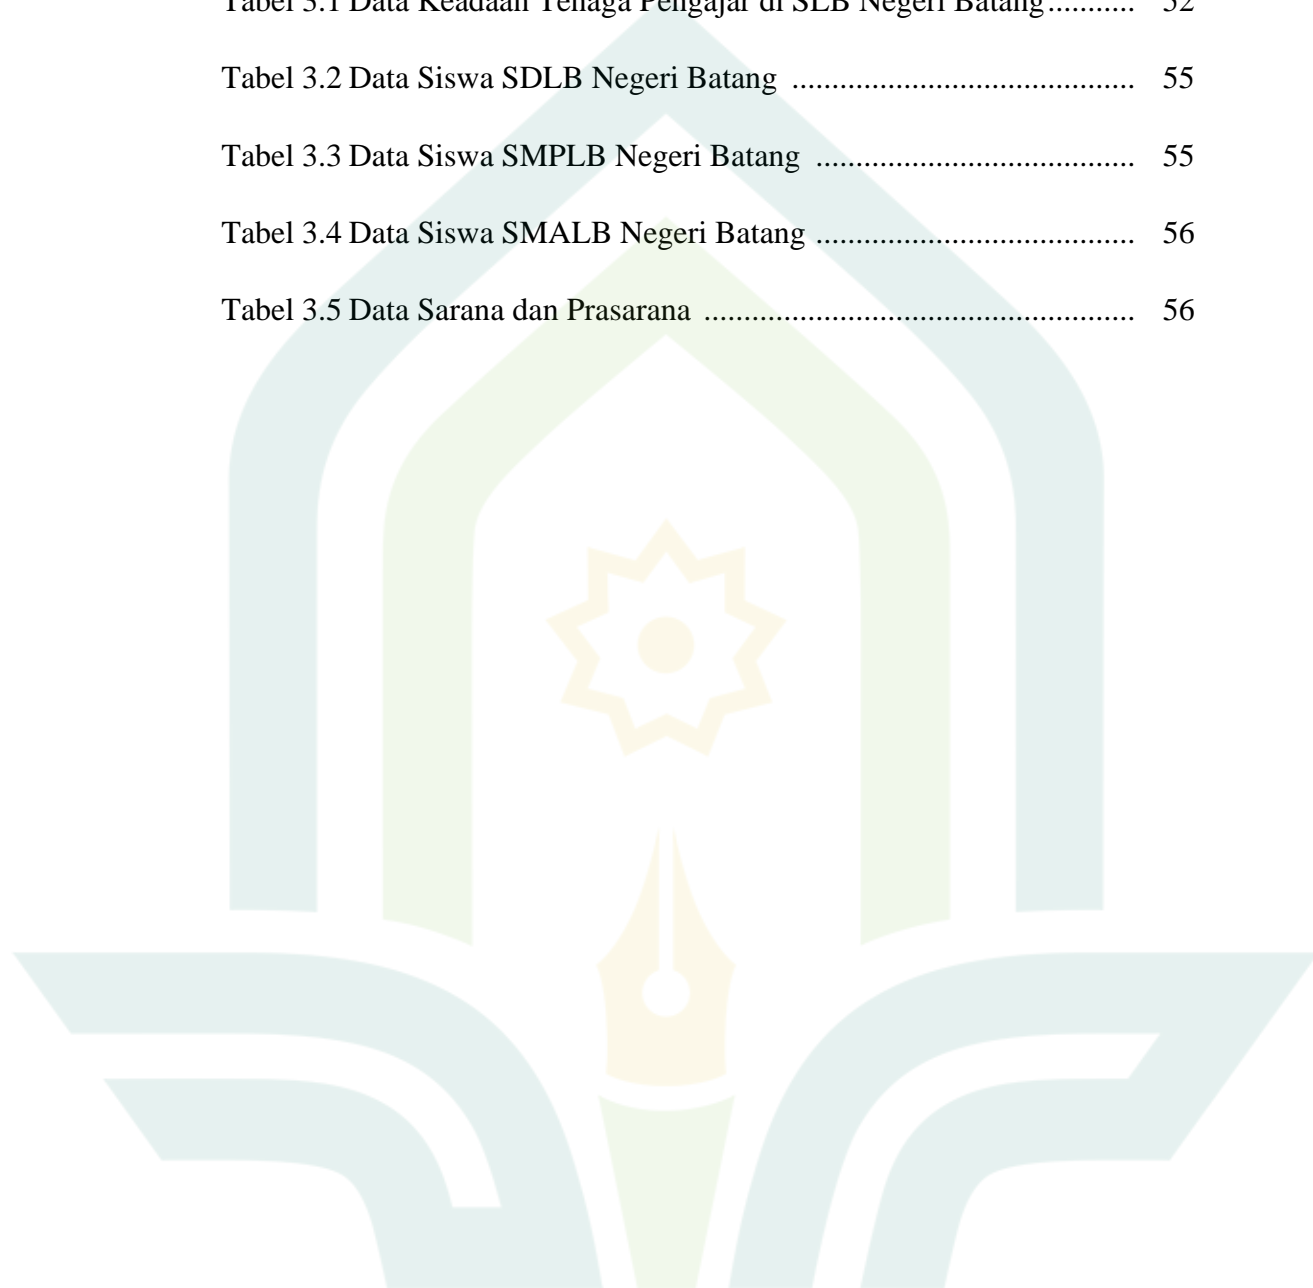 Tabel 3.1 Data Keadaan Tenaga Pengajar di SLB Negeri Batang........... 52
Tabel 3.2 Data Siswa SDLB Negeri Batang ........................................... 55
Tabel 3.3 Data Siswa SMPLB Negeri Batang ........................................ 55
Tabel 3.4 Data Siswa SMALB Negeri Batang ........................................ 56
Tabel 3.5 Data Sarana dan Prasarana ...................................................... 56